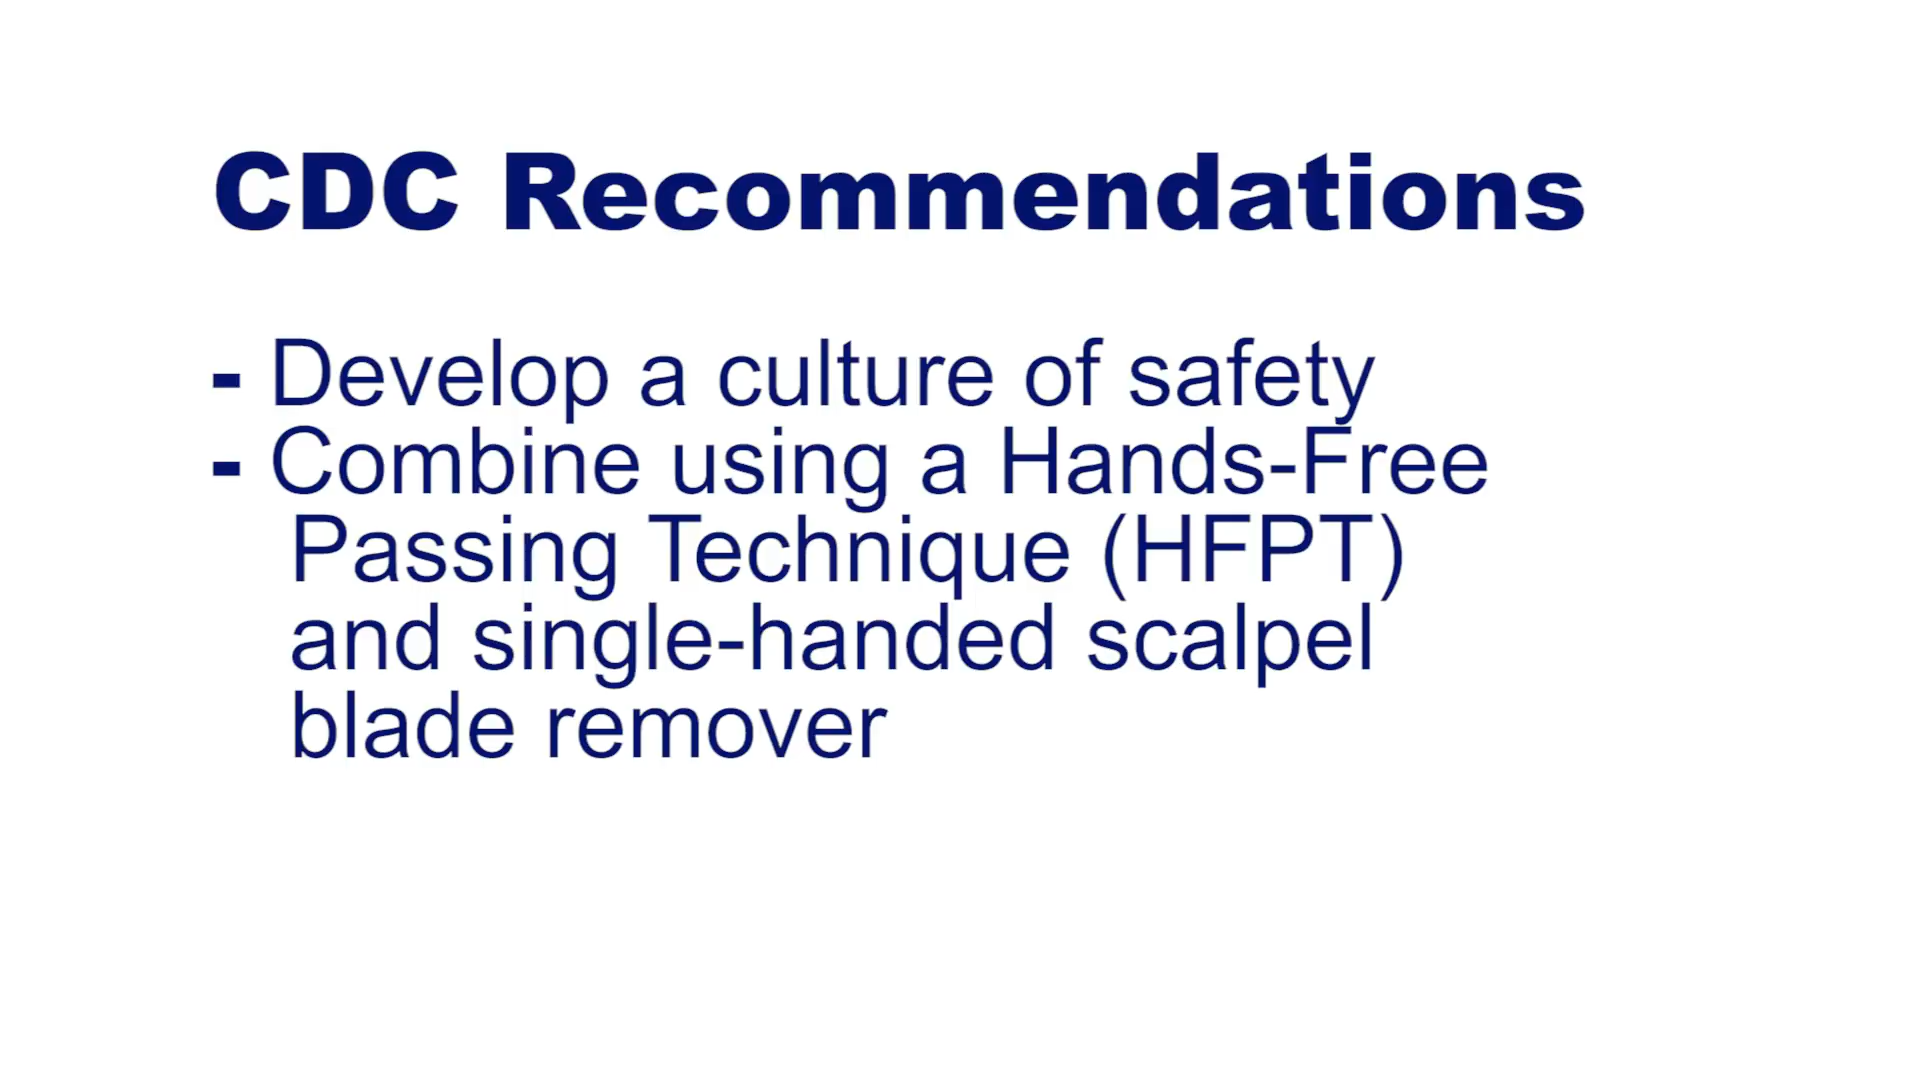 CDC Recommendations
- Develop a culture of safety
- Combine using a Hands-Free
Passing Technique (HFPT)
and single-handed scalpel
blade remover